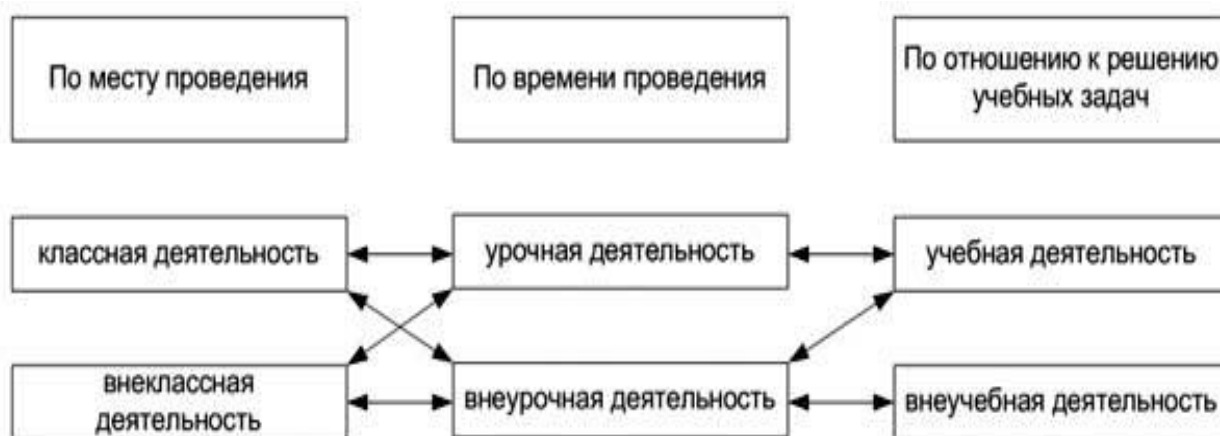 По месту проведения
По времени проведения
По отношению к решению
учебных задач
классная деятельность
урочная деятельность
учебная деятельность
внеклассная
деятельность
внеурочная деятельность
внеучебная деятельность